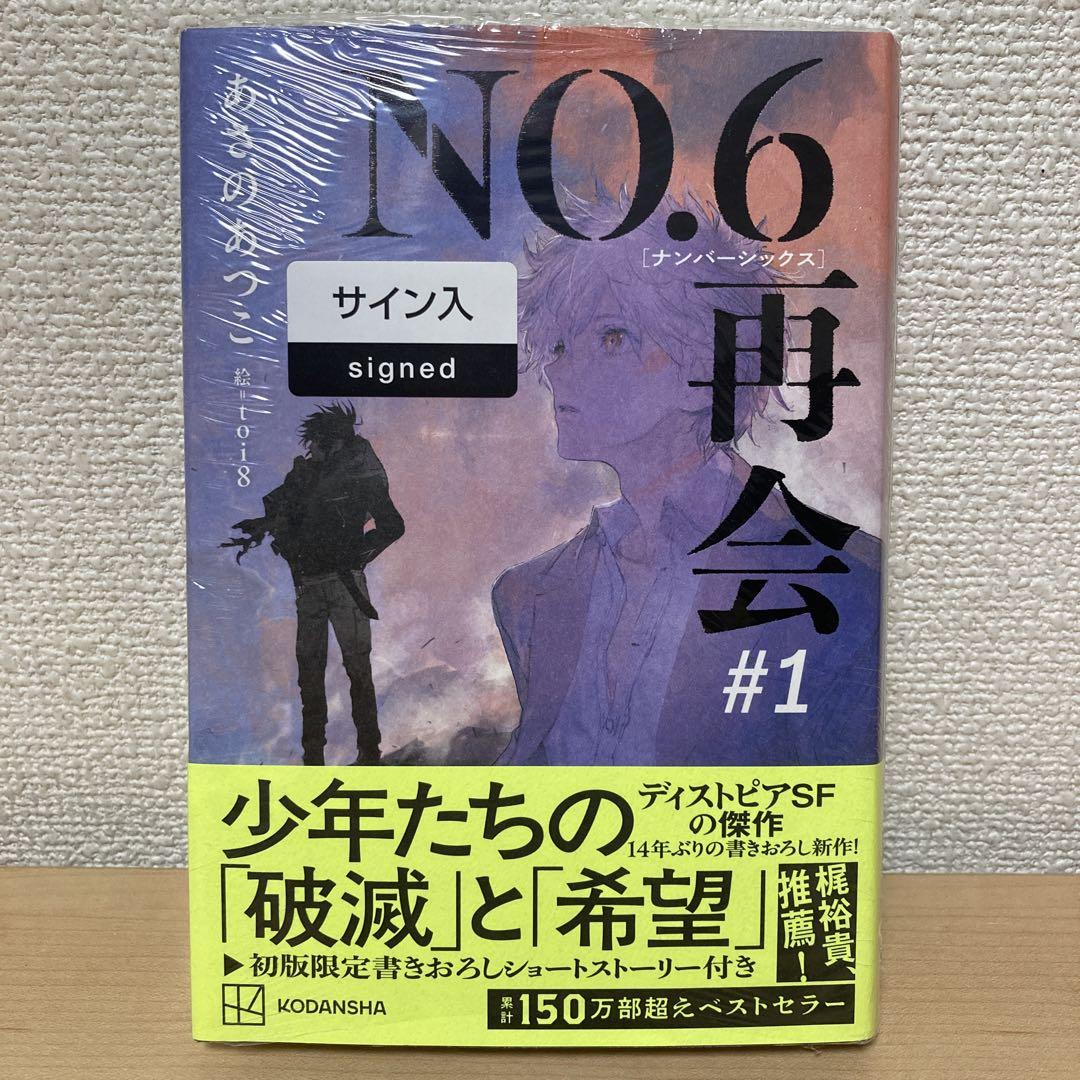 NO.6
[ナンバーシックス]
再会
#1
あさのあつこ
絵=toi8
サイン入
signed
少年たちの
「破滅」と「希望」
ディストピアSF
の傑作
14年ぶりの書きおろし新作!
梶裕貴、
推薦!
▶初版限定書きおろしショートストーリー付き
KODANSHA
累計150万部超えベストセラー